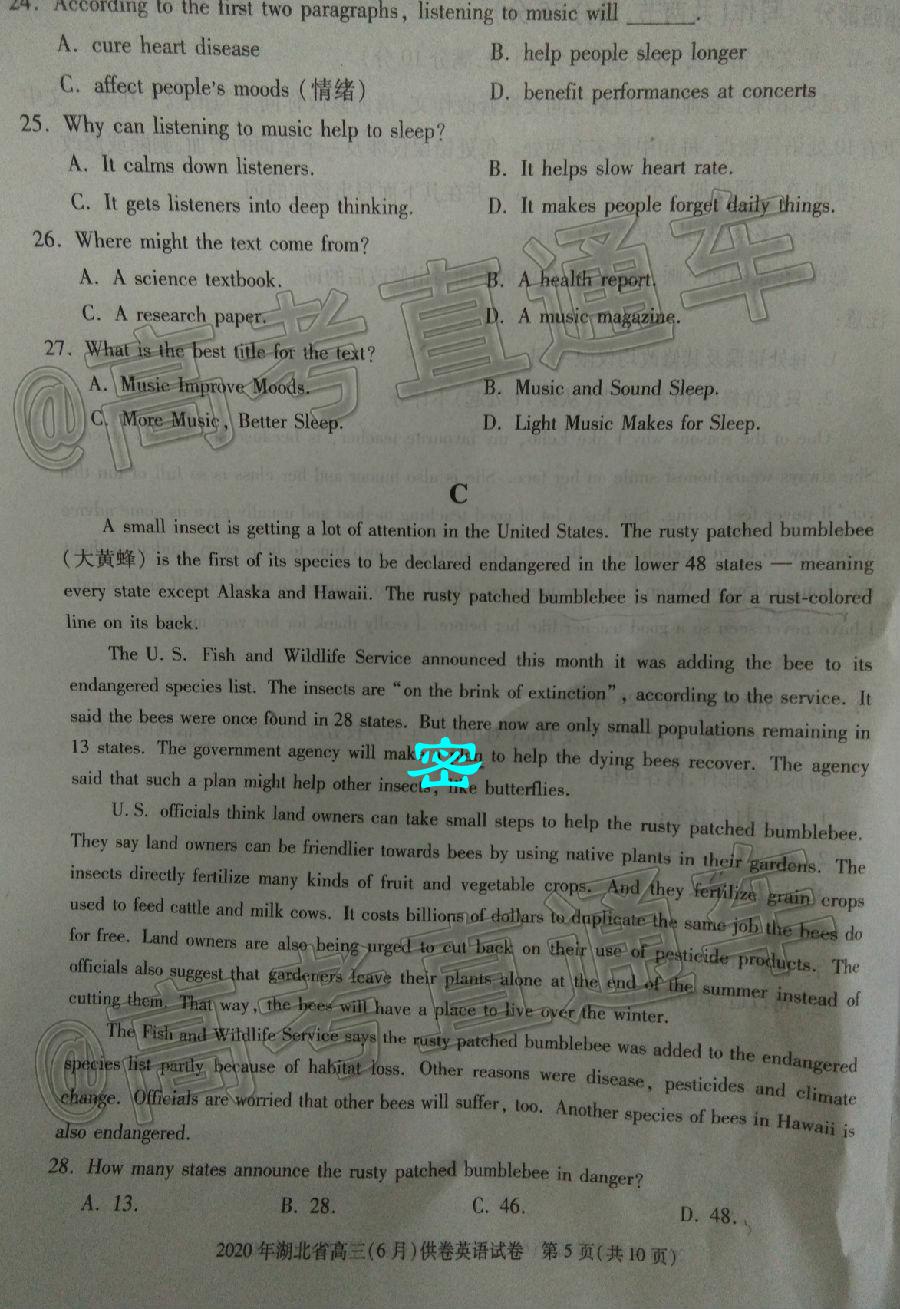 24. According to the first two paragraphs, listening to music will ______.
A. cure heart disease B. help people sleep longer
C. affect people's moods (情绪) D. benefit performances at concerts
25. Why can listening to music help to sleep?
A. It calms down listeners. B. It helps slow heart rate.
C. It gets listeners into deep thinking. D. It makes people forget daily things.
26. Where might the text come from?
A. A science textbook. B. A health report.
C. A research paper. D. A music magazine.
27. What is the best title for the text?
A. Music Improve Moods. B. Music and Sound Sleep.
C. More Music, Better Sleep. D. Light Music Makes for Sleep.
@高考直通车
C
A small insect is getting a lot of attention in the United States. The rusty patched bumblebee
(大黄蜂) is the first of its species to be declared endangered in the lower 48 states — meaning
every state except Alaska and Hawaii. The rusty patched bumblebee is named for a rust-colored
line on its back.
The U. S. Fish and Wildlife Service announced this month it was adding the bee to its
endangered species list. The insects are “on the brink of extinction”, according to the service. It
said the bees were once found in 28 states. But there now are only small populations remaining in
13 states. The government agency will make a plan to help the dying bees recover. The agency
密
said that such a plan might help other insects, like butterflies.
U. S. officials think land owners can take small steps to help the rusty patched bumblebee.
They say land owners can be friendlier towards bees by using native plants in their gardens. The
insects directly fertilize many kinds of fruit and vegetable crops. And they fertilize grain crops
used to feed cattle and milk cows. It costs billions of dollars to duplicate the same job the bees do
for free. Land owners are also being urged to cut back on their use of pesticide products. The
officials also suggest that gardeners leave their plants alone at the end of the summer instead of
cutting them. That way, the bees will have a place to live over the winter.
@高考直通车
The Fish and Wildlife Service says the rusty patched bumblebee was added to the endangered
species list partly because of habitat loss. Other reasons were disease, pesticides and climate
change. Officials are worried that other bees will suffer, too. Another species of bees in Hawaii is
also endangered.
28. How many states announce the rusty patched bumblebee in danger?
A. 13. B. 28. C. 46. D. 48.
2020年湖北省高三(6月)供卷英语试卷 第5页(共10页)